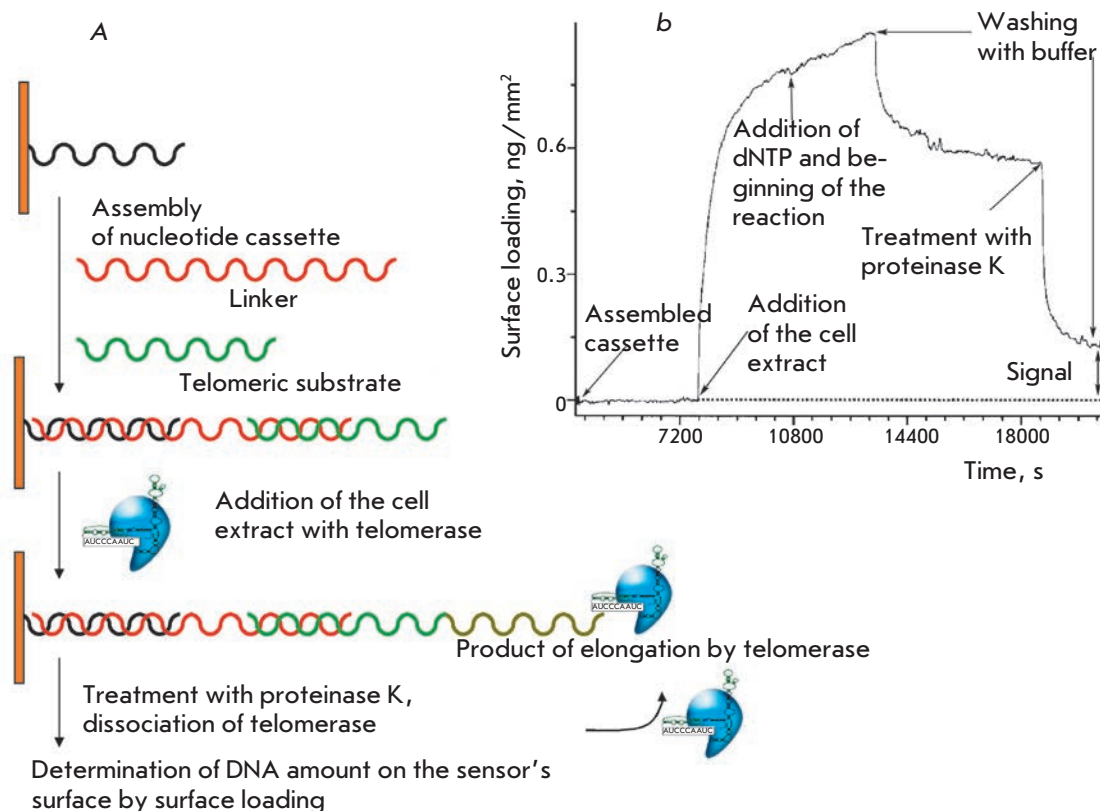 A
Assembly
of nucleotide cassette
Linker
Telomeric substrate
Addition of the cell
extract with telomerase
AUCCCAAUC
AUCCCAAUC
Product of elongation by telomerase
Treatment with proteinase K,
dissociation of telomerase
AUCCCAAUC
Determination of DNA amount on the sensor's
surface by surface loading
b
Surface loading, ng/mm²
0.6
0.3
0
Washing
with buffer
Addition of
dNTP and be-
ginning of the
reaction
Treatment with
proteinase K
Assembled
cassette
Addition
of the cell
extract
Signal
7200 10800 14400 18000
Time, s